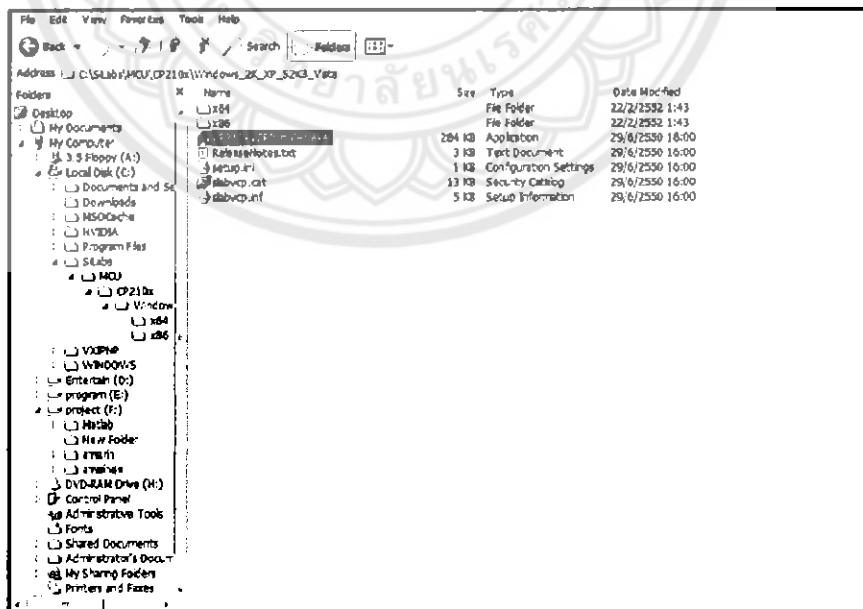 File Edit View Favorites Tools Help
Back Search Folders
Address C:\SiLabs\MCU\CP210x\Windows_2K_XP_S2K3_Vista
Folders
Name Size Type Date Modified
Desktop
My Documents
My Computer
3.5 Floppy (A:)
Local Disk (C:)
Documents and Se
Downloads
MSOCache
NVIDIA
Program Files
SiLabs
MCU
CP210x
Window
x64
x86
VXIPNP
WINDOWS
Entertain (D:)
program (E:)
project (F:)
Matlab
New Folder
DVD-RAM Drive (H:)
Control Panel
Administrative Tools
Fonts
Shared Documents
Administrator's Docum
My Sharing Folders
Printers and Faxes
x64 File Folder 22/2/2552 1:43
x86 File Folder 22/2/2552 1:43
284 KB Application 29/6/2550 16:00
ReleaseNotes.txt 3 KB Text Document 29/6/2550 16:00
setup.ini 1 KB Configuration Settings 29/6/2550 16:00
slabvcp.cat 13 KB Security Catalog 29/6/2550 16:00
slabvcp.inf 5 KB Setup Information 29/6/2550 16:00